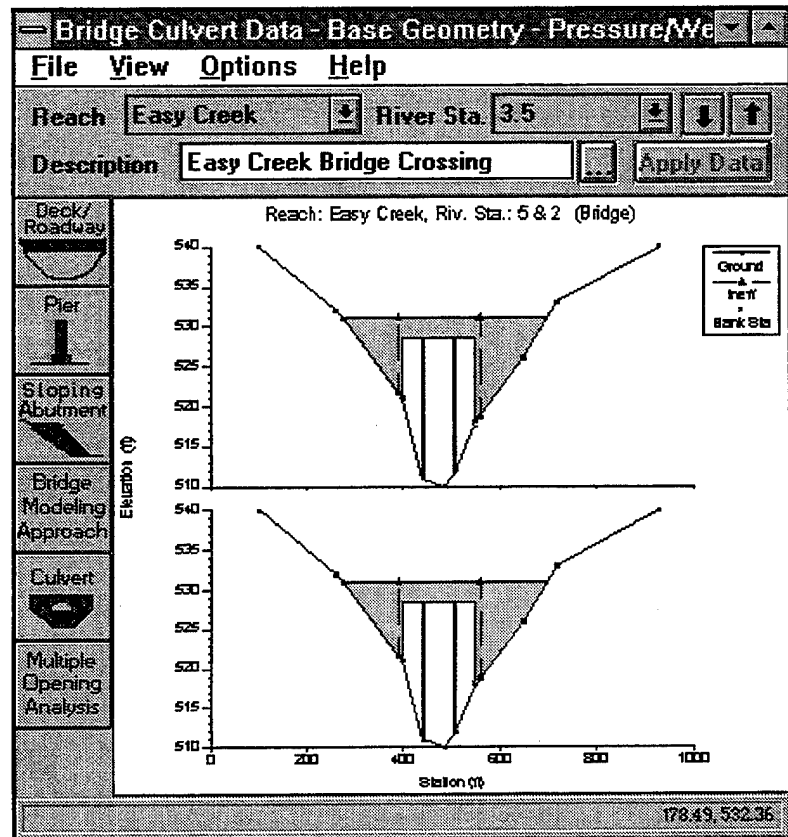 Bridge Culvert Data - Base Geometry - Pressure/We
File View Options Help
Reach Easy Creek River Sta. 3.5
Description Easy Creek Bridge Crossing ... Apply Data
Deck/
Roadway
Pier
Sloping
Abutment
Bridge
Modeling
Approach
Culvert
Multiple
Opening
Analysis
Reach: Easy Creek, Riv. Sta.: 5 & 2 (Bridge)
540
535
530
525
520
515
510
Ground
Ineff
Bank Sta
Elevation (ft)
540
535
530
525
520
515
510
0 200 400 600 800 1000
Station (ft)
178.49, 532.36